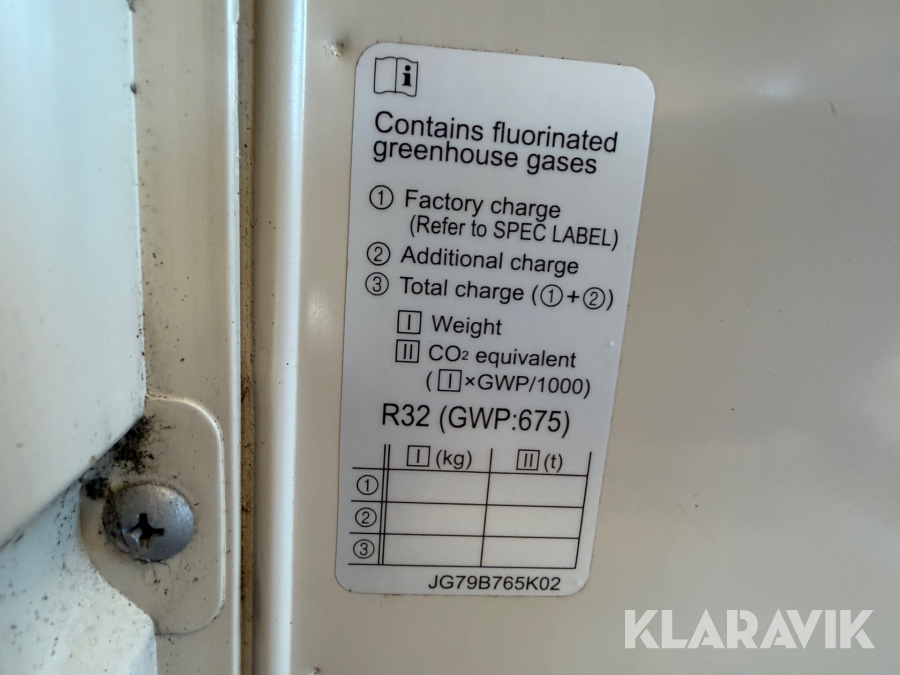 i
Contains fluorinated
greenhouse gases
① Factory charge
(Refer to SPEC LABEL)
② Additional charge
③ Total charge (①+②)
I Weight
II CO₂ equivalent
(I×GWP/1000)
R32 (GWP:675)
I (kg) II (t)
①
②
③
JG79B765K02
KLARAVIK